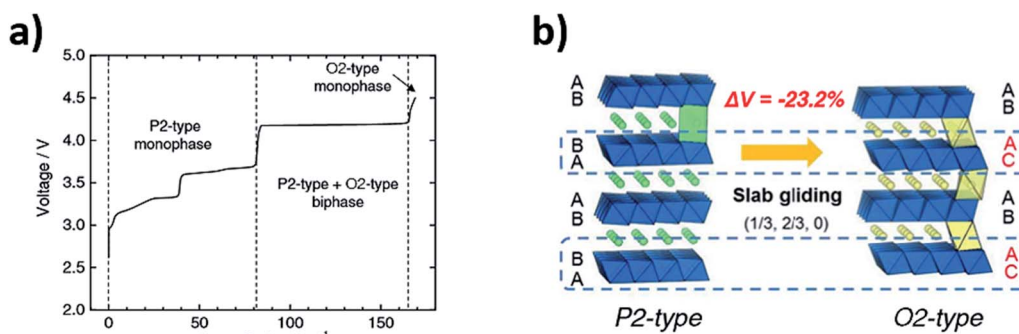 a)
5.0
4.5
4.0
3.5
3.0
2.5
2.0
Voltage / V
O2-type
monophase
P2-type
monophase
P2-type + O2-type
biphase
0
50
100
150
b)
A
B
B
A
A
B
B
A
ΔV = -23.2%
Slab gliding
(1/3, 2/3, 0)
A
B
A
C
A
B
A
C
P2-type
O2-type